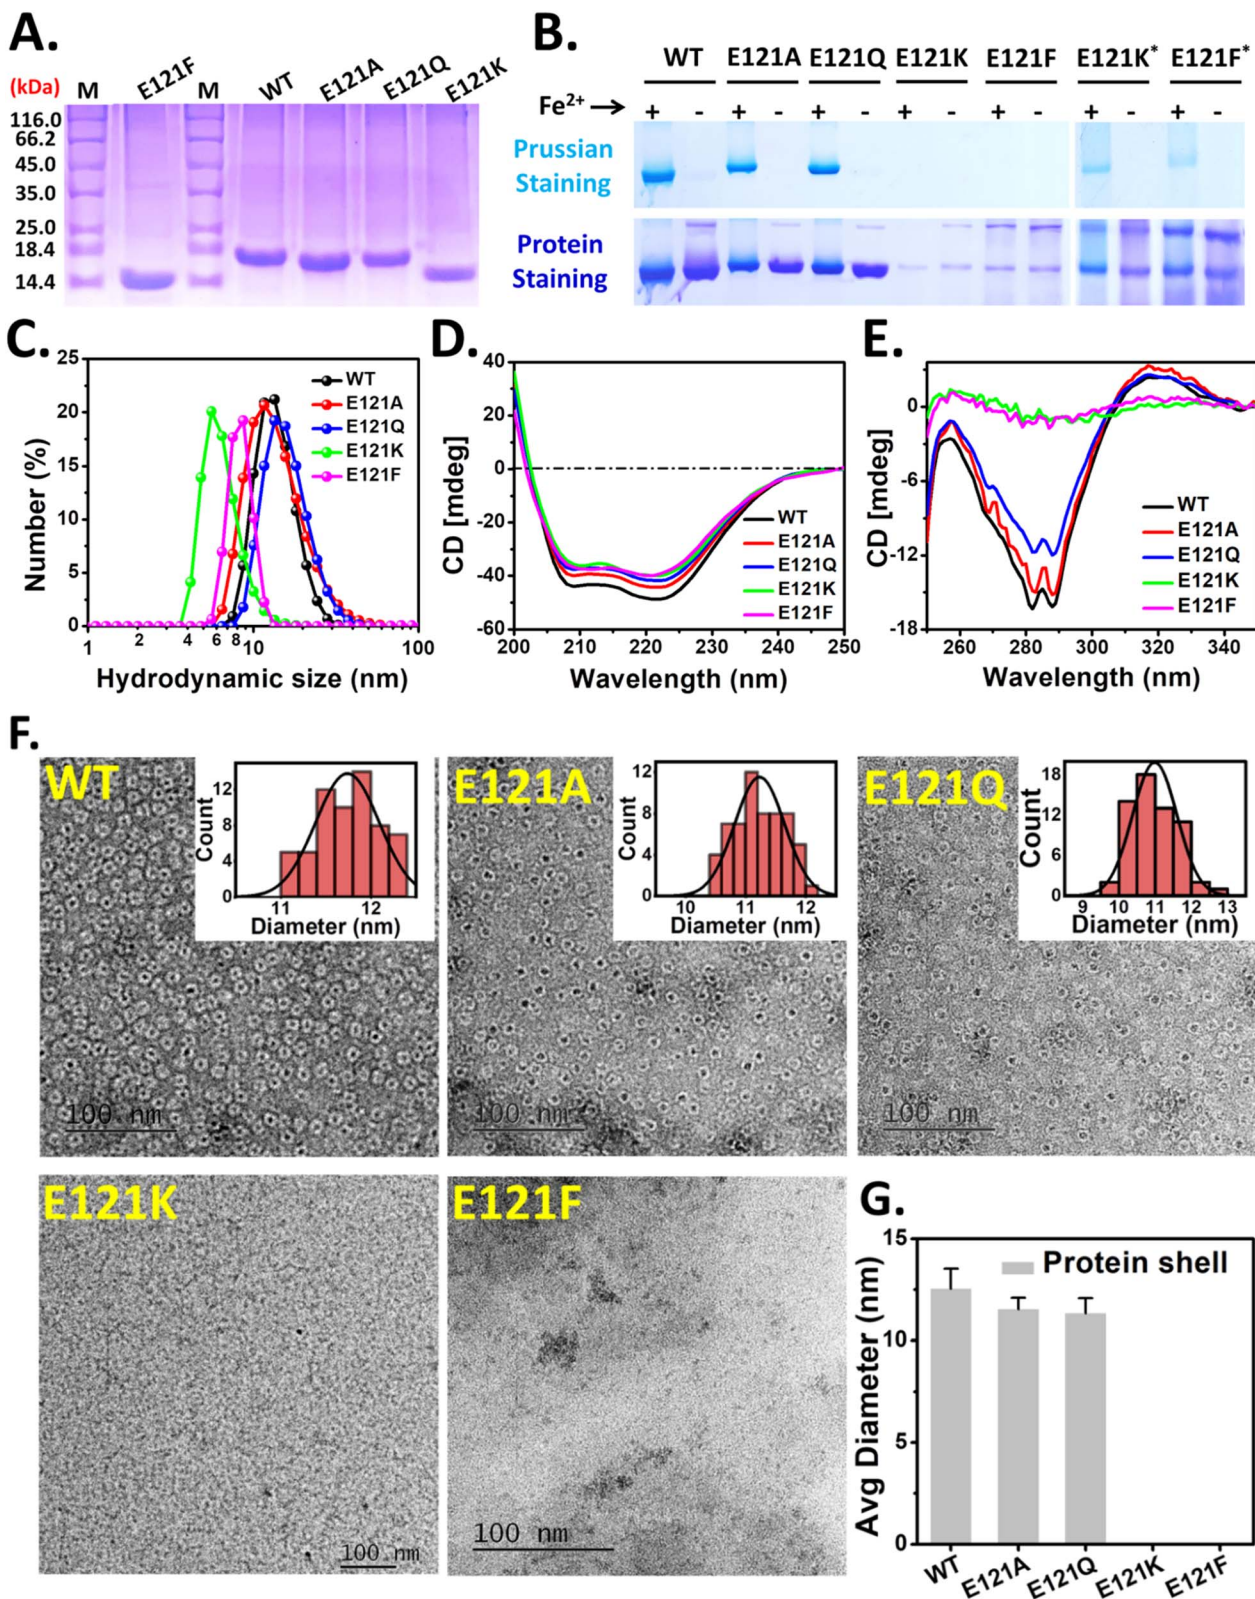 A.
(kDa)
M E121F M WT E121A E121Q E121K
116.0
66.2
45.0
35.0
25.0
18.4
14.4
B.
WT E121A E121Q E121K E121F E121K* E121F*
Fe²⁺ → + - + - + - + - + - + - + -
Prussian
Staining
Protein
Staining
C.
Number (%)
25
20
15
10
5
0
WT
E121A
E121Q
E121K
E121F
1 2 4 6 8 10 100
Hydrodynamic size (nm)
D.
CD [mdeg]
40
20
0
-20
-40
-60
WT
E121A
E121Q
E121K
E121F
200 210 220 230 240 250
Wavelength (nm)
E.
CD [mdeg]
0
-6
-12
-18
WT
E121A
E121Q
E121K
E121F
260 280 300 320 340
Wavelength (nm)
F.
WT
Count
12
8
4
0
11 12
Diameter (nm)
100 nm
E121A
Count
12
8
4
0
10 11 12
Diameter (nm)
100 nm
E121Q
Count
18
12
6
0
9 10 11 12 13
Diameter (nm)
100 nm
E121K
100 nm
E121F
100 nm
G.
Avg Diameter (nm)
15
10
5
0
Protein shell
WT E121A E121Q E121K E121F